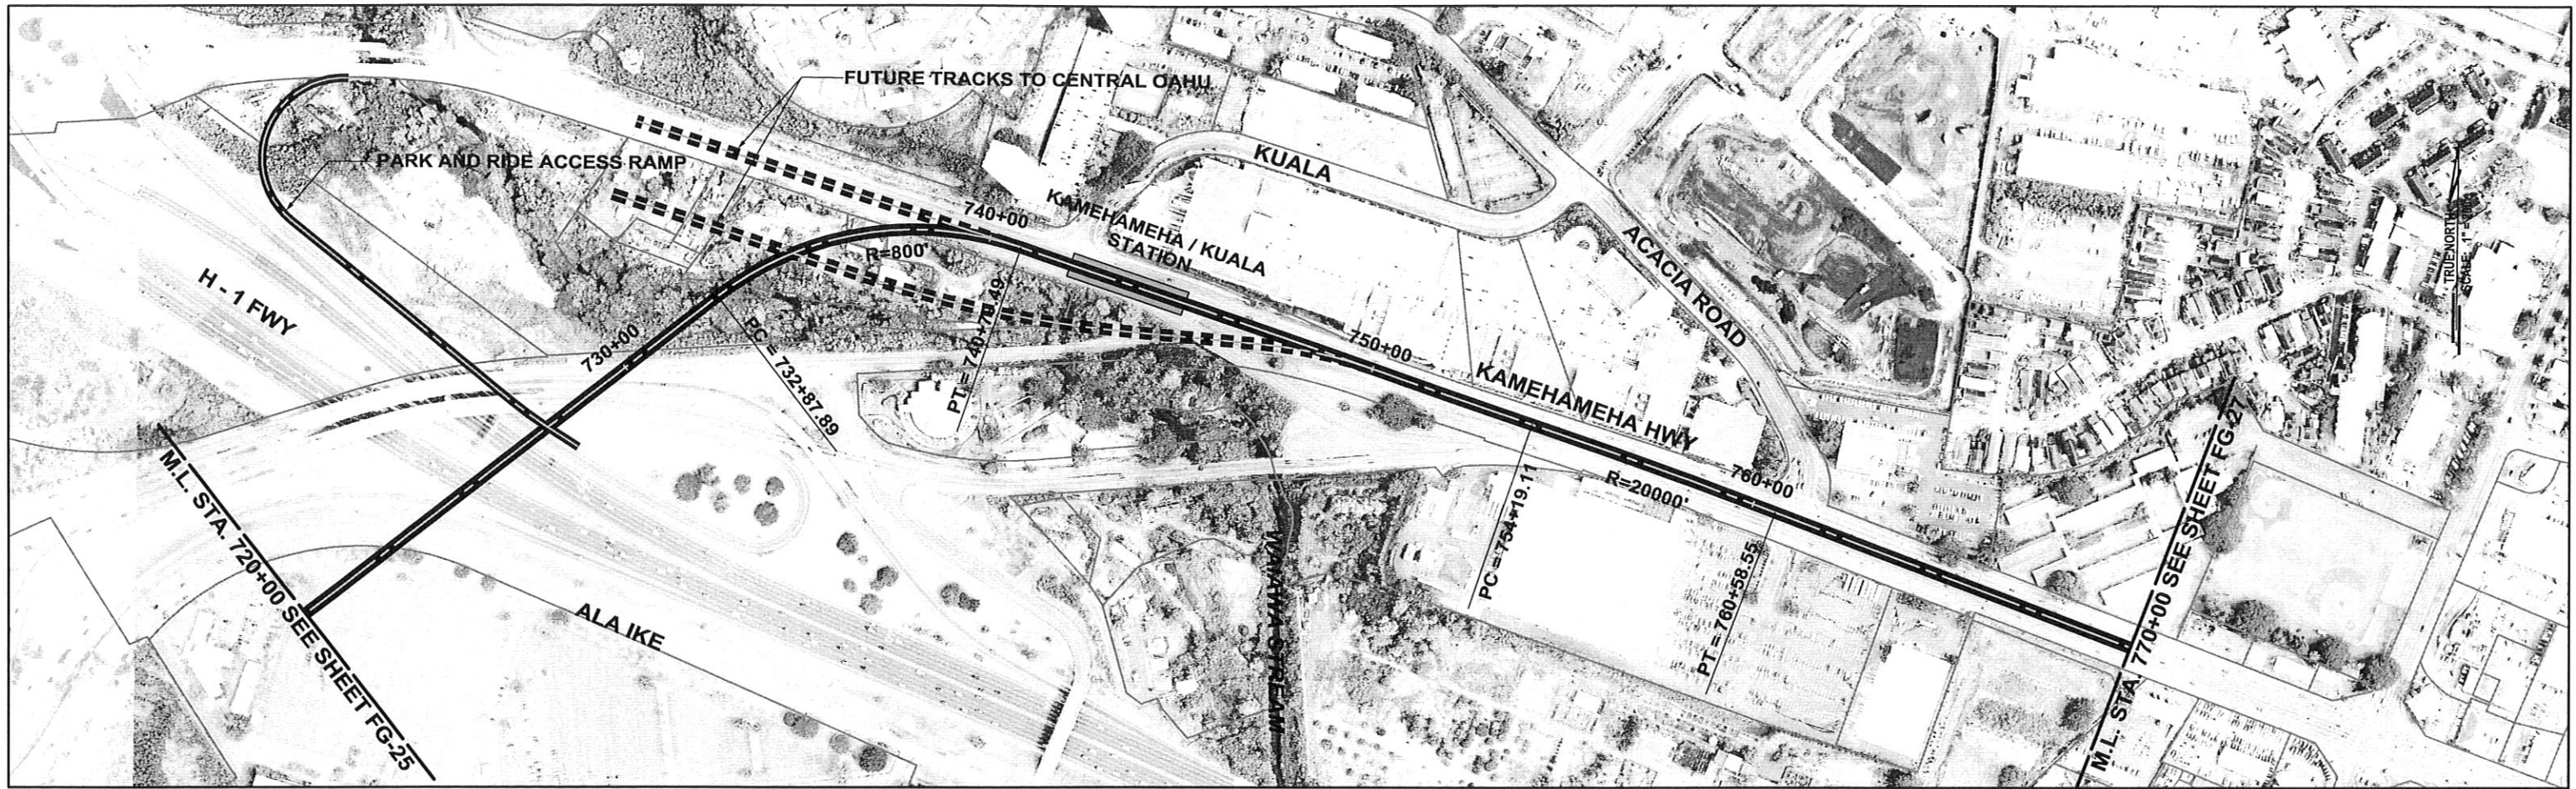 FUTURE TRACKS TO CENTRAL OAHU
PARK AND RIDE ACCESS RAMP
KUALA
740+00
KAMEHAMEHA / KUALA
STATION
R=800'
ACACIA ROAD
TRUE NORTH
H - 1 FWY
730+00
PC = 732+87.89
750+00
KAMEHAMEHA HWY
760+00
R=20000'
M.L. STA. 720+00 SEE SHEET FG-25
ALA IKE
WAIAWA STREAM
PC = 754+19.11
PT = 760+58.55
M.L. STA. 770+00 SEE SHEET FG-27